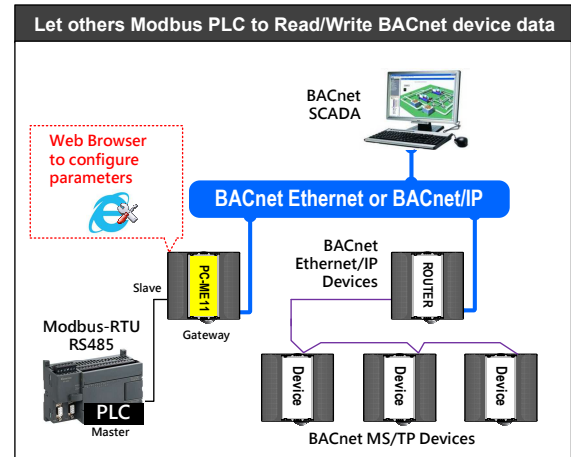 Let others Modbus PLC to Read/Write BACnet device data
BACnet
SCADA
Web Browser
to configure
parameters
BACnet Ethernet or BACnet/IP
BACnet
Ethernet/IP
Devices
Slave
PC-ME11
ROUTER
Gateway
Modbus-RTU
RS485
PLC
Master
Device
Device
Device
BACnet MS/TP Devices